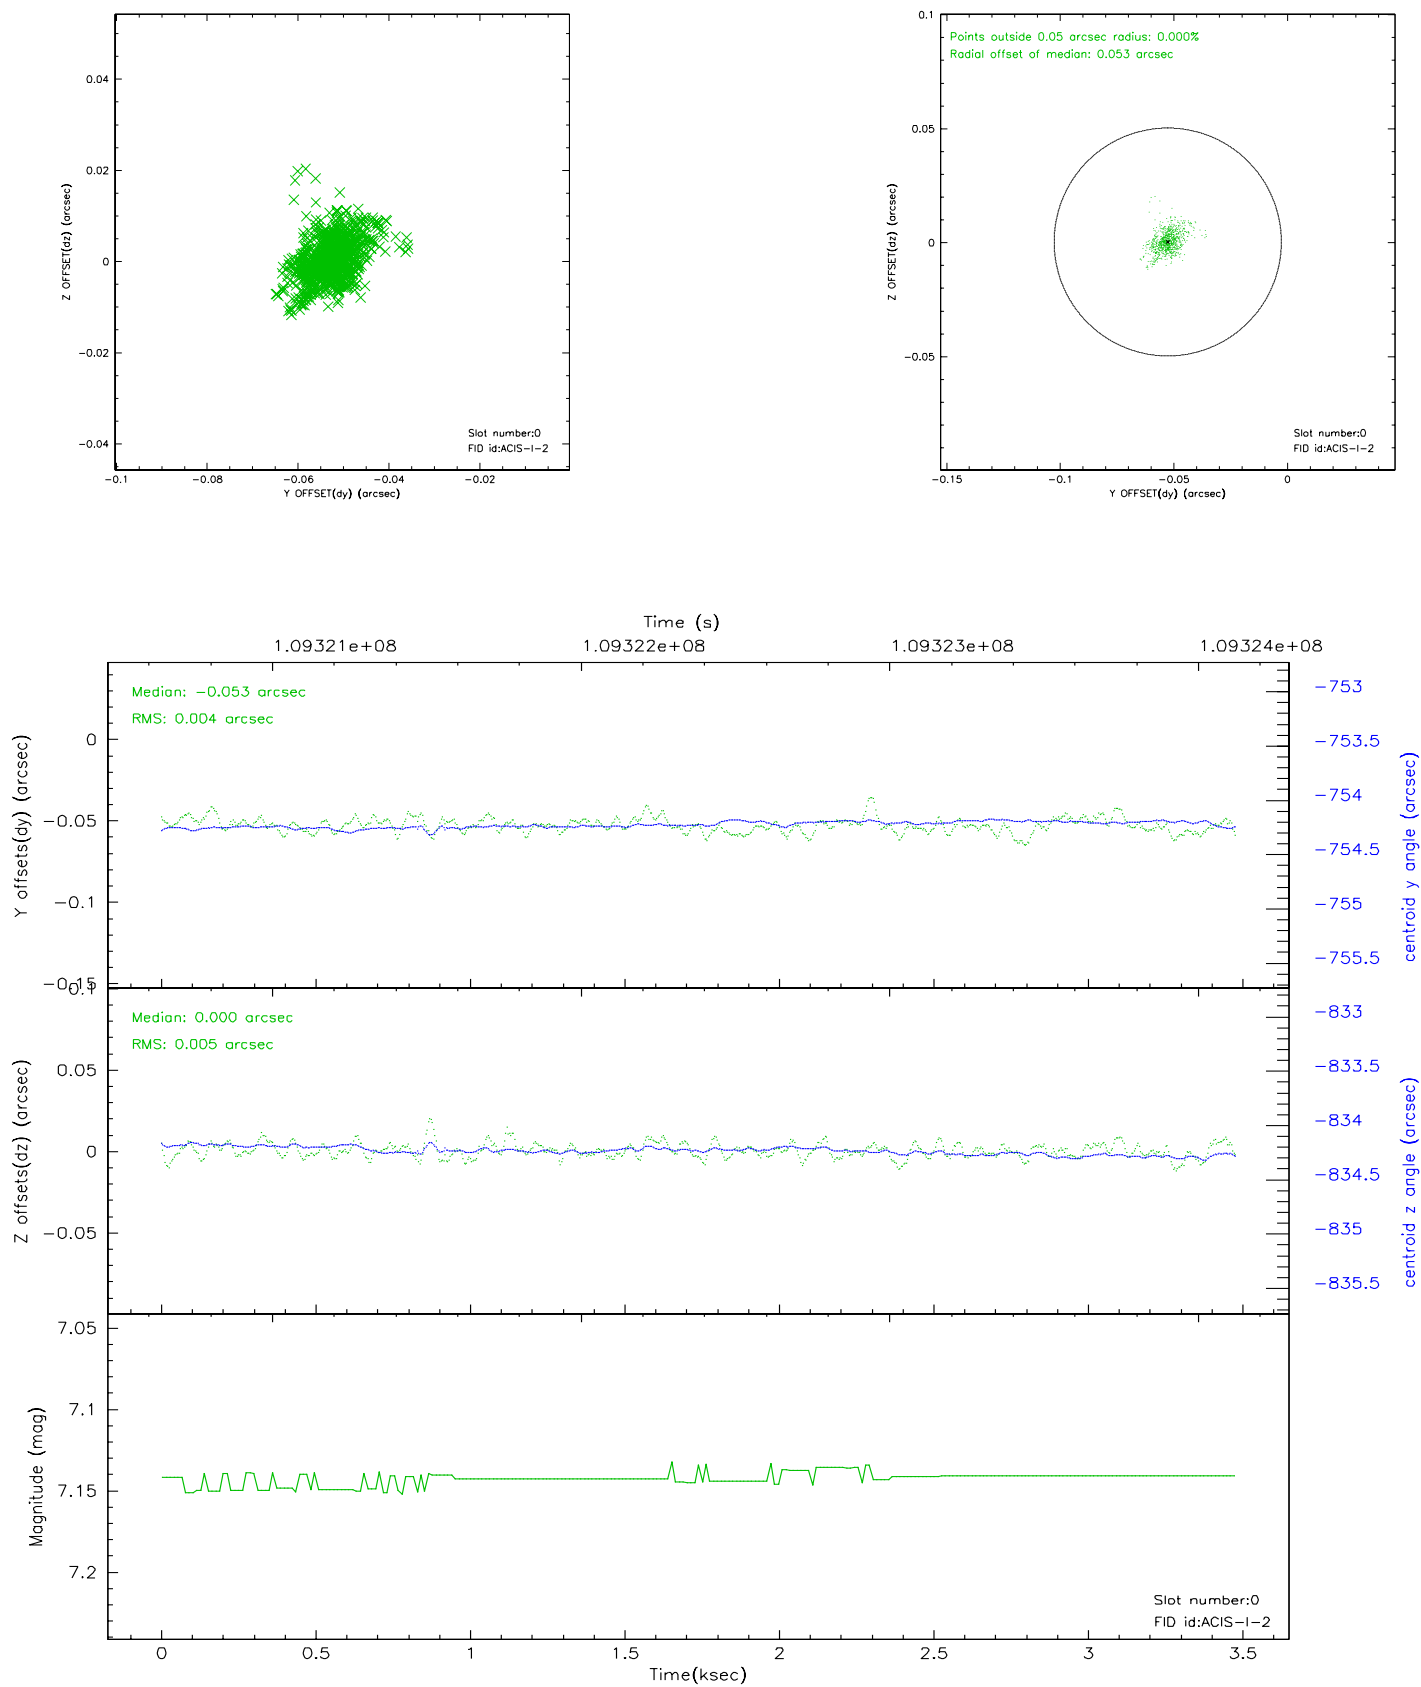 0.04
0.02
0
-0.02
-0.04
Z OFFSET(dz) (arcsec)
Slot number:0
FID id:ACIS-I-2
-0.1
-0.08
-0.06
-0.04
-0.02
Y OFFSET(dy) (arcsec)
Points outside 0.05 arcsec radius: 0.000%
Radial offset of median: 0.053 arcsec
0.1
0.05
0
-0.05
Z OFFSET(dz) (arcsec)
Slot number:0
FID id:ACIS-I-2
-0.15
-0.1
-0.05
0
Y OFFSET(dy) (arcsec)
Time (s)
1.09321e+08
1.09322e+08
1.09323e+08
1.09324e+08
Median: -0.053 arcsec
RMS: 0.004 arcsec
0
-0.05
-0.1
-0.15
Y offsets(dy) (arcsec)
-753
-753.5
-754
-754.5
-755
-755.5
centroid y angle (arcsec)
Median: 0.000 arcsec
RMS: 0.005 arcsec
0.1
0.05
0
-0.05
Z offsets(dz) (arcsec)
-833
-833.5
-834
-834.5
-835
-835.5
centroid z angle (arcsec)
7.05
7.1
7.15
7.2
Magnitude (mag)
Slot number:0
FID id:ACIS-I-2
0
0.5
1
1.5
2
2.5
3
3.5
Time(ksec)